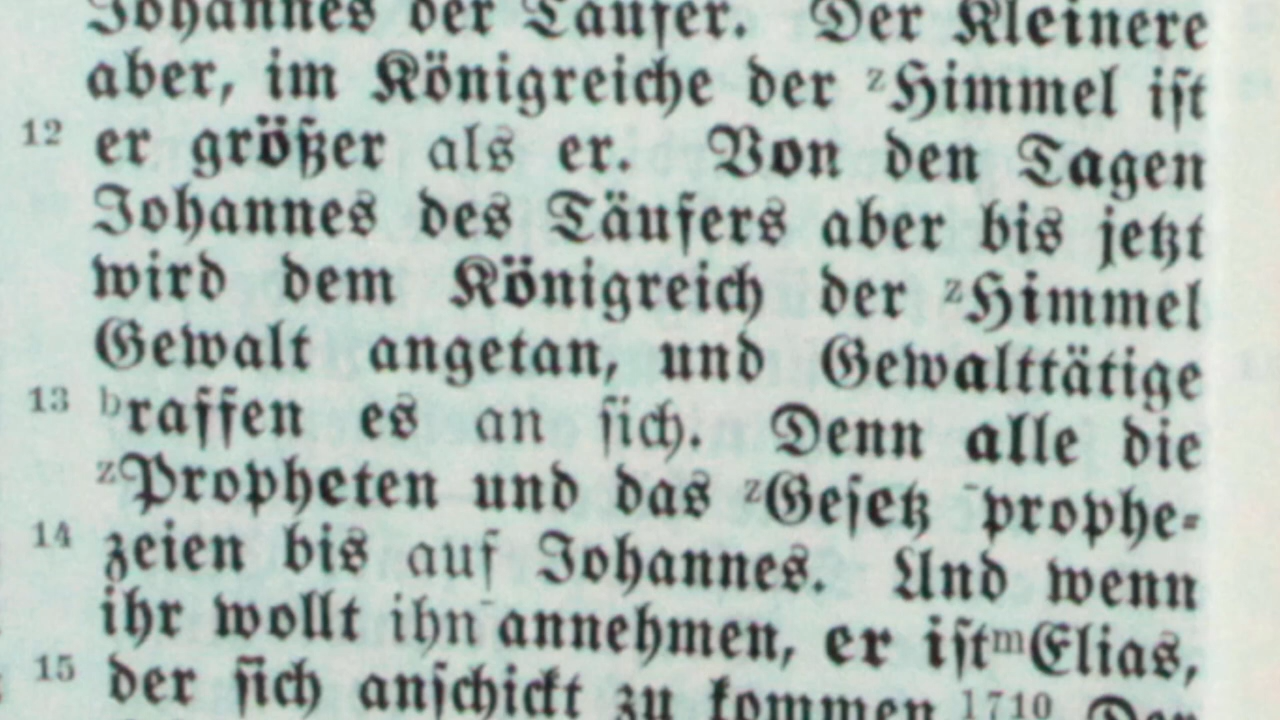 Johannes der Täufer. Der Kleinere
aber, im Königreiche der zHimmel ist
12 er größer als er. Von den Tagen
Johannes des Täufers aber bis jetzt
wird dem Königreich der zHimmel
Gewalt angetan, und Gewalttätige
13 braffen es an sich. Denn alle die
zPropheten und das zGesetz ‾prophe-
14 zeien bis auf Johannes. Und wenn
ihr wollt ihn‾annehmen, er istmElias,
15 der sich anschickt zu kommen 1710 Der